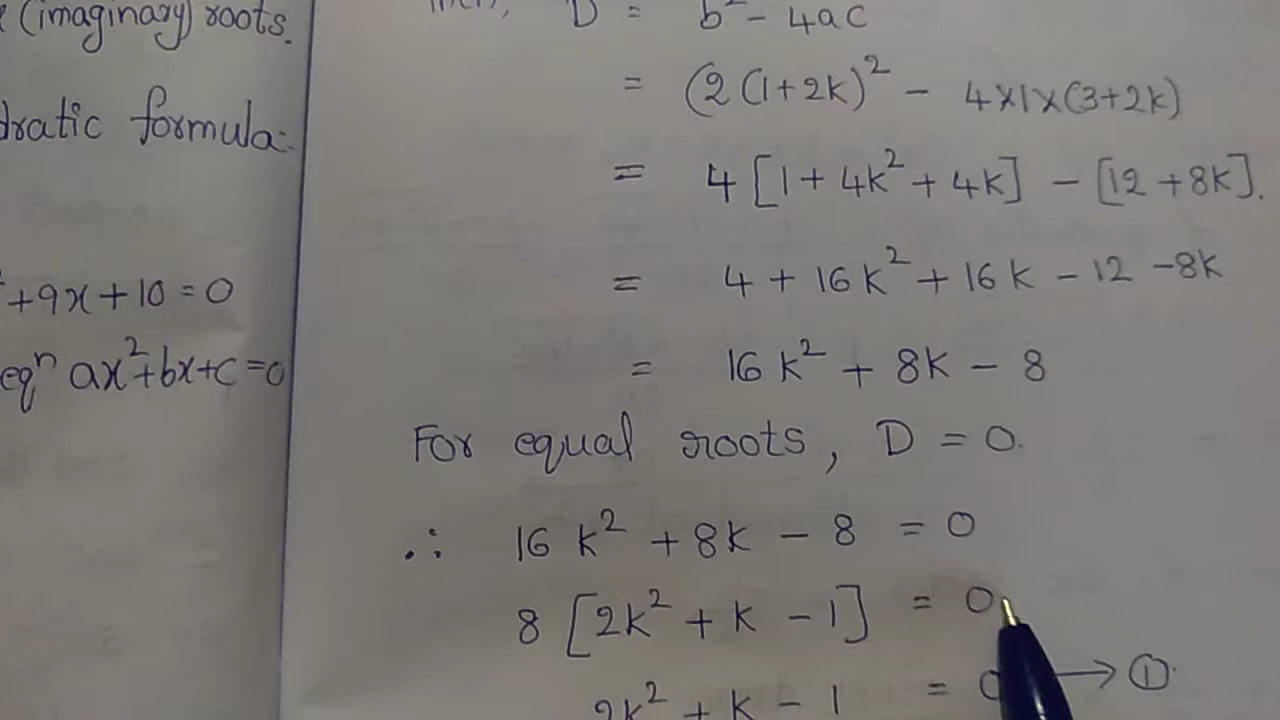 (imaginary) roots.
dratic formula:
+9x+10=0
eqⁿ ax²+bx+c=0
D = b² - 4ac
= (2(1+2k)² - 4×1×(3+2k)
= 4[1+4k²+4k] - [12+8k].
= 4+16k²+16k-12-8k
= 16k²+8k-8
For equal roots, D=0.
∴ 16k²+8k-8=0
8[2k²+k-1]=0
2k²+k-1 = 0 → ①